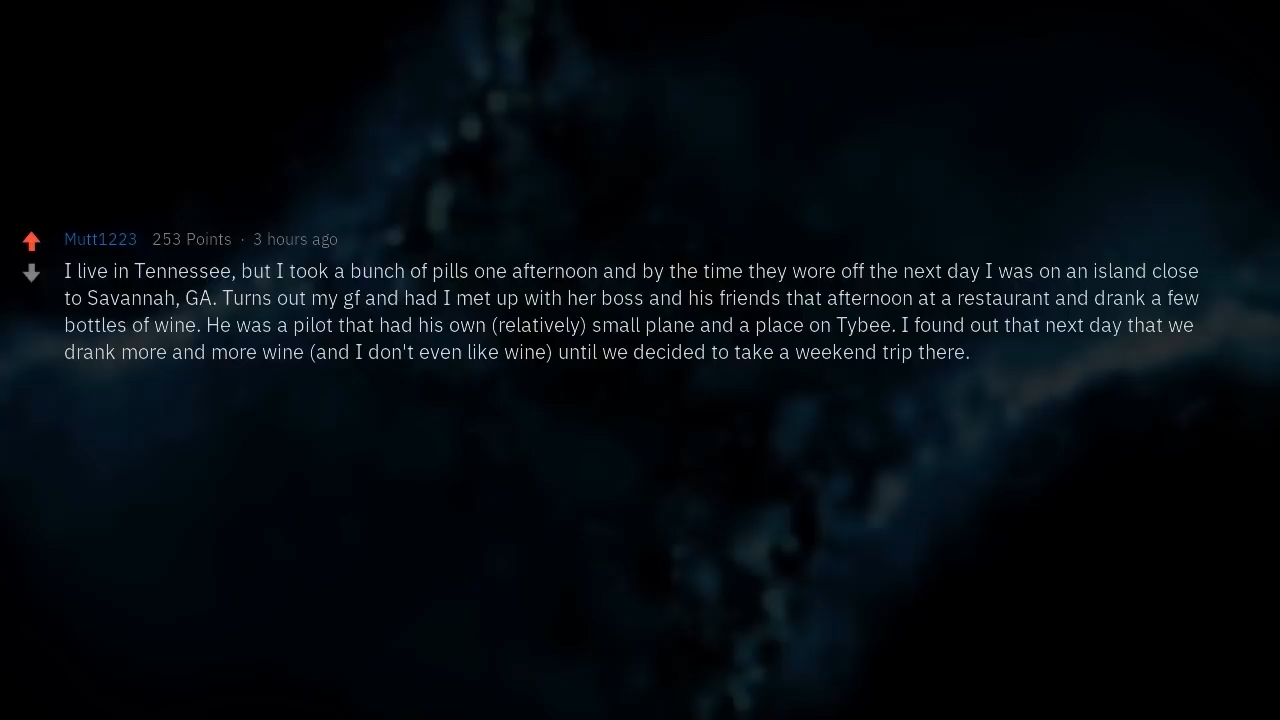 Mutt1223 253 Points · 3 hours ago
I live in Tennessee, but I took a bunch of pills one afternoon and by the time they wore off the next day I was on an island close
to Savannah, GA. Turns out my gf and had I met up with her boss and his friends that afternoon at a restaurant and drank a few
bottles of wine. He was a pilot that had his own (relatively) small plane and a place on Tybee. I found out that next day that we
drank more and more wine (and I don't even like wine) until we decided to take a weekend trip there.